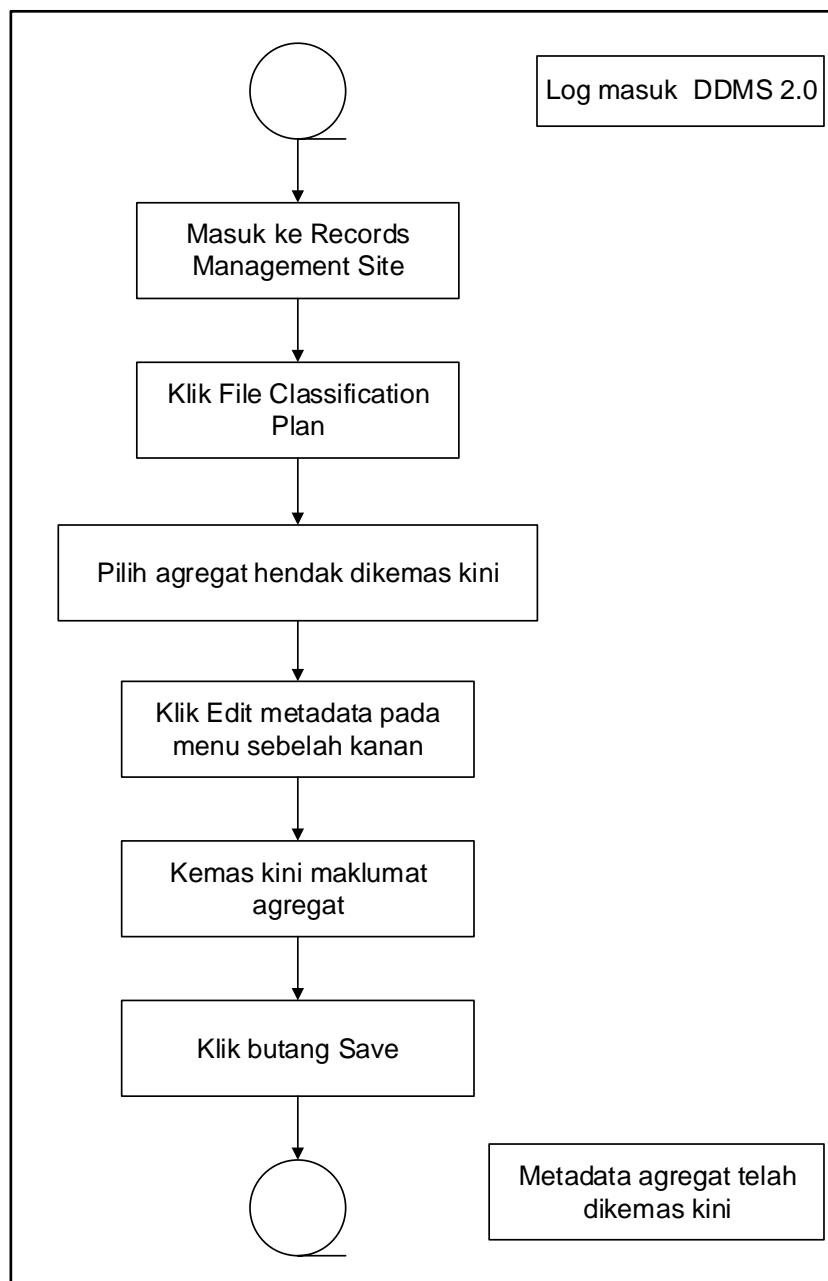 Log masuk  DDMS 2.0
Masuk ke Records
Management Site
Klik File Classification
Plan
Pilih agregat hendak dikemas kini
Klik Edit metadata pada
menu sebelah kanan
Kemas kini maklumat
agregat
Klik butang Save
Metadata agregat telah
dikemas kini